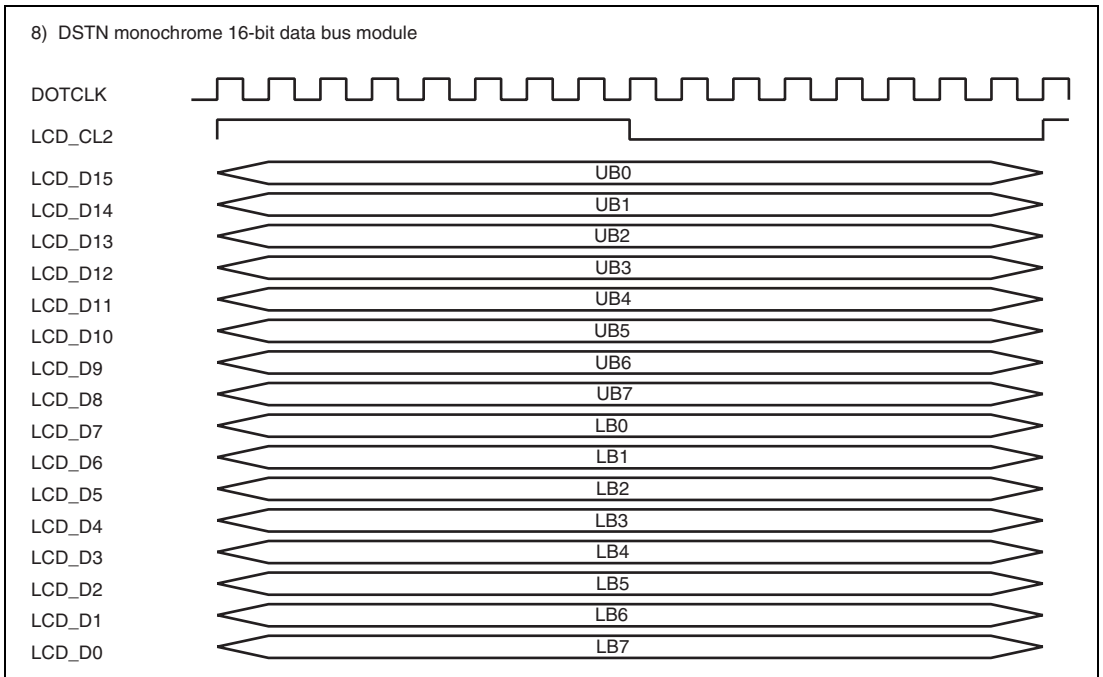 8) DSTN monochrome 16-bit data bus module
DOTCLK
LCD_CL2
LCD_D15 UB0
LCD_D14 UB1
LCD_D13 UB2
LCD_D12 UB3
LCD_D11 UB4
LCD_D10 UB5
LCD_D9 UB6
LCD_D8 UB7
LCD_D7 LB0
LCD_D6 LB1
LCD_D5 LB2
LCD_D4 LB3
LCD_D3 LB4
LCD_D2 LB5
LCD_D1 LB6
LCD_D0 LB7